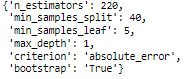 {'n_estimators': 220,
'min_samples_split': 40,
'min_samples_leaf': 5,
'max_depth': 1,
'criterion': 'absolute_error',
'bootstrap': 'True'}